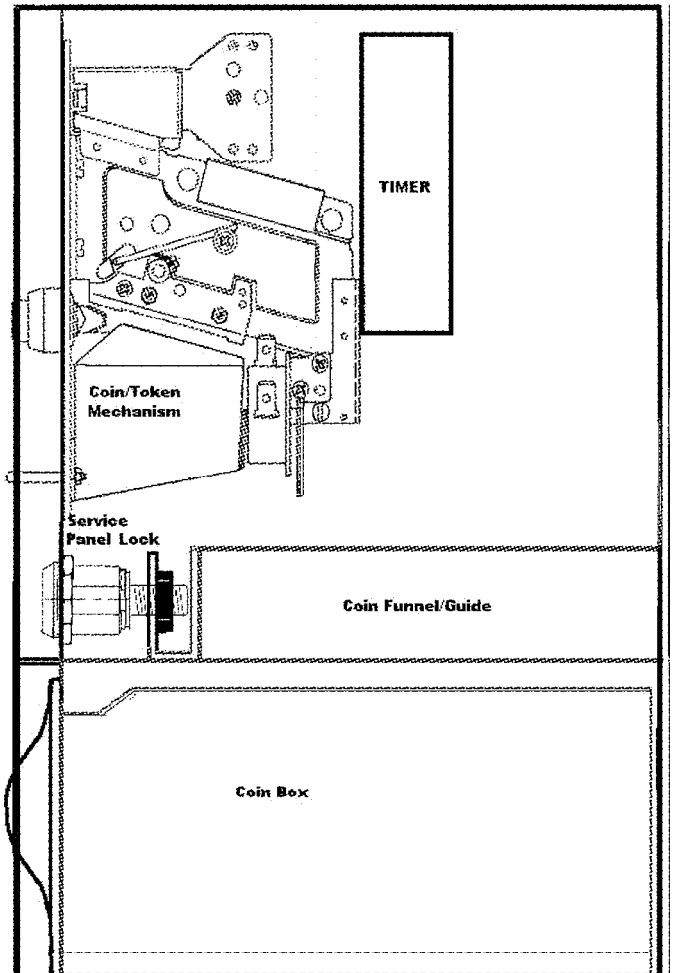 TIMER
Coin/Token
Mechanism
Service
Panel Lock
Coin Funnel/Guide
Coin Box